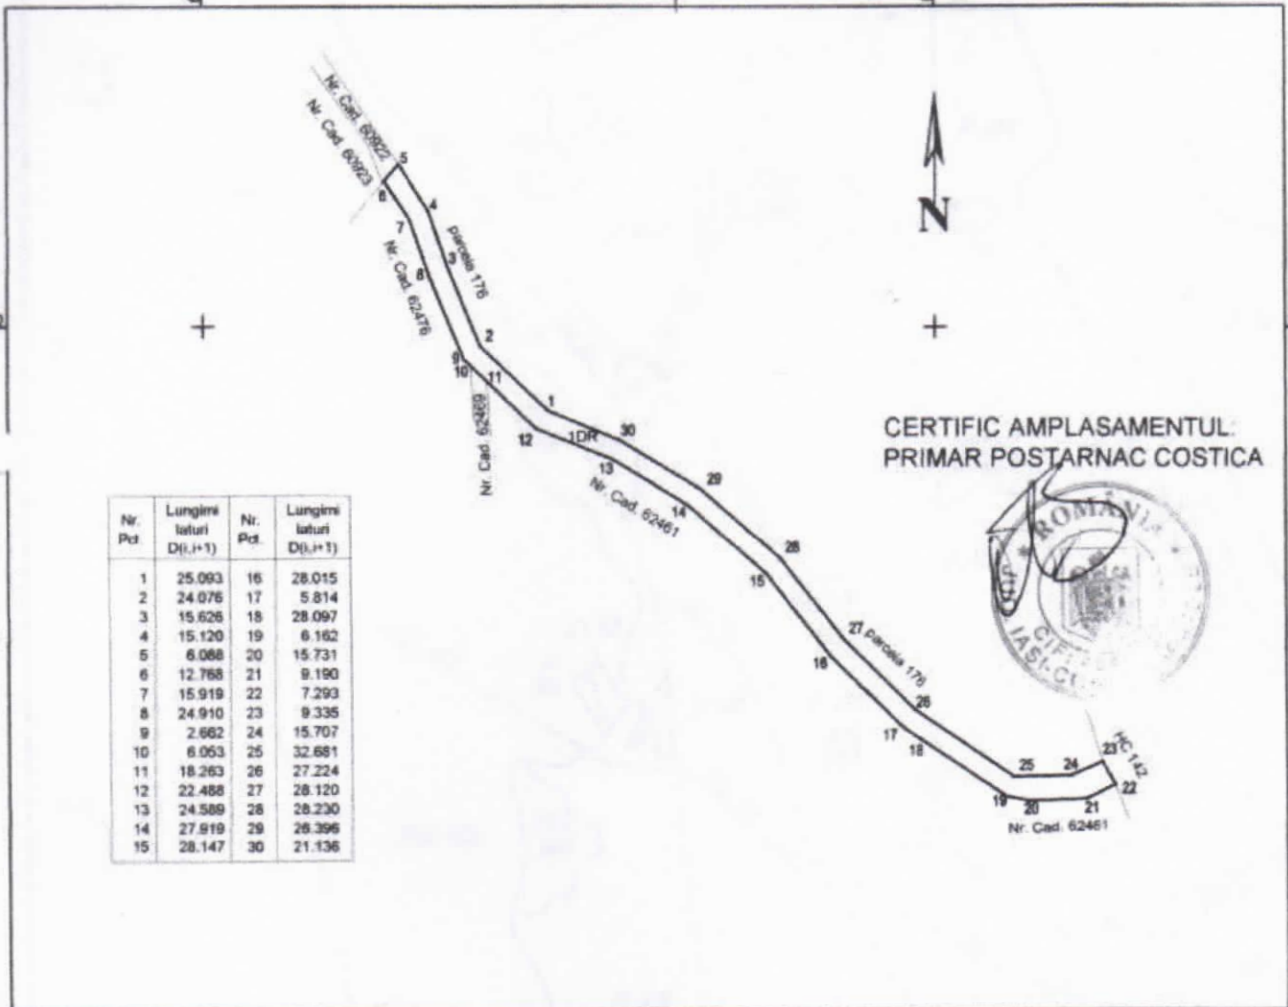 Nr. Cad. 60922
Nr. Cad. 60923
5
6
4
7
parcela 176
3
8
Nr. Cad. 62476
2
9
10
11
Nr. Cad. 62469
1
12
1DR
30
13
Nr. Cad. 62461
29
14
28
15
27
parcela 176
16
26
17
18
25
24
23
HC 142
22
19
20
21
Nr. Cad. 62461
N
CERTIFIC AMPLASAMENTUL:
PRIMAR POSTARNAC COSTICA
ROMÂNIA
IAȘI
Nr. Pct. Lungimi laturi D(i,i+1) Nr. Pct. Lungimi laturi D(i,i+1)
1 25.093 16 28.015
2 24.076 17 5.814
3 15.626 18 28.097
4 15.120 19 6.162
5 6.088 20 15.731
6 12.768 21 9.190
7 15.919 22 7.293
8 24.910 23 9.335
9 2.662 24 15.707
10 6.053 25 32.681
11 18.263 26 27.224
12 22.488 27 28.120
13 24.589 28 28.230
14 27.919 29 26.396
15 28.147 30 21.136